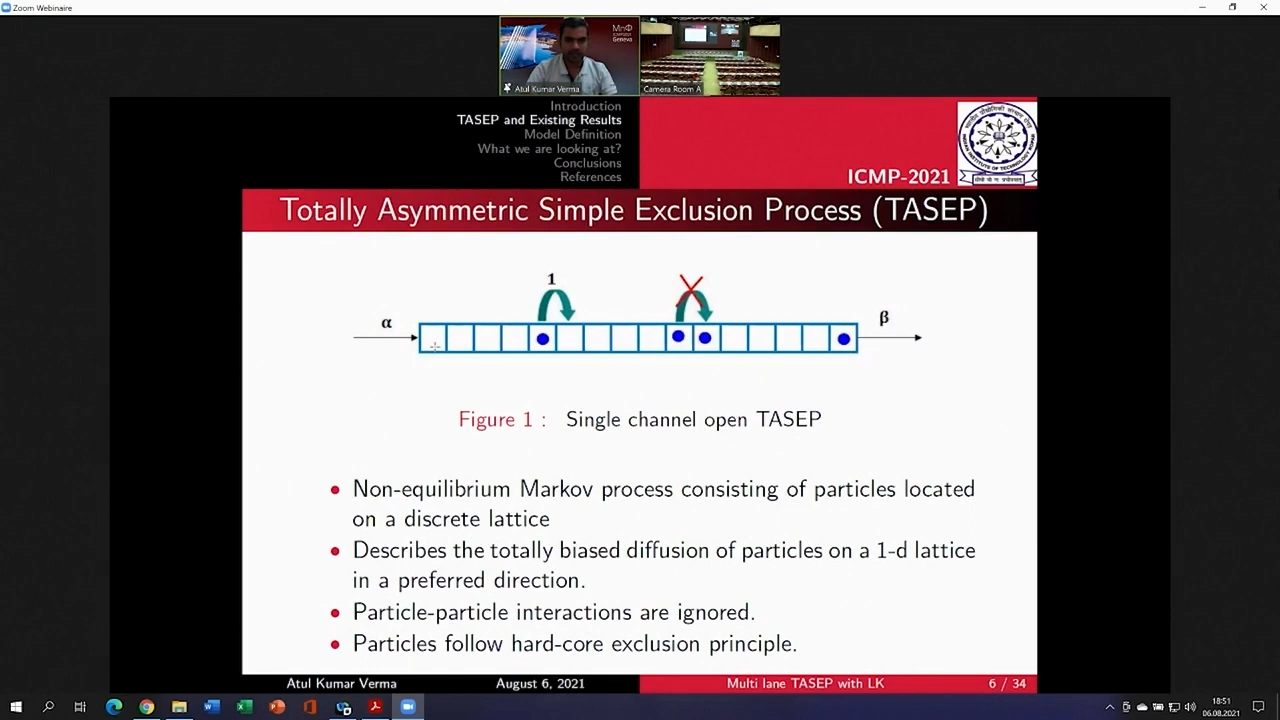 Zoom Webinaire
Atul Kumar Verma
Camera Room A
Geneva
Introduction
TASEP and Existing Results
Model Definition
What we are looking at?
Conclusions
References
ICMP-2021
Totally Asymmetric Simple Exclusion Process (TASEP)
1
α
β
Figure 1 : Single channel open TASEP
Non-equilibrium Markov process consisting of particles located
on a discrete lattice
Describes the totally biased diffusion of particles on a 1-d lattice
in a preferred direction.
Particle-particle interactions are ignored.
Particles follow hard-core exclusion principle.
Atul Kumar Verma August 6, 2021 Multi lane TASEP with LK 6 / 34
18:51
06.08.2021